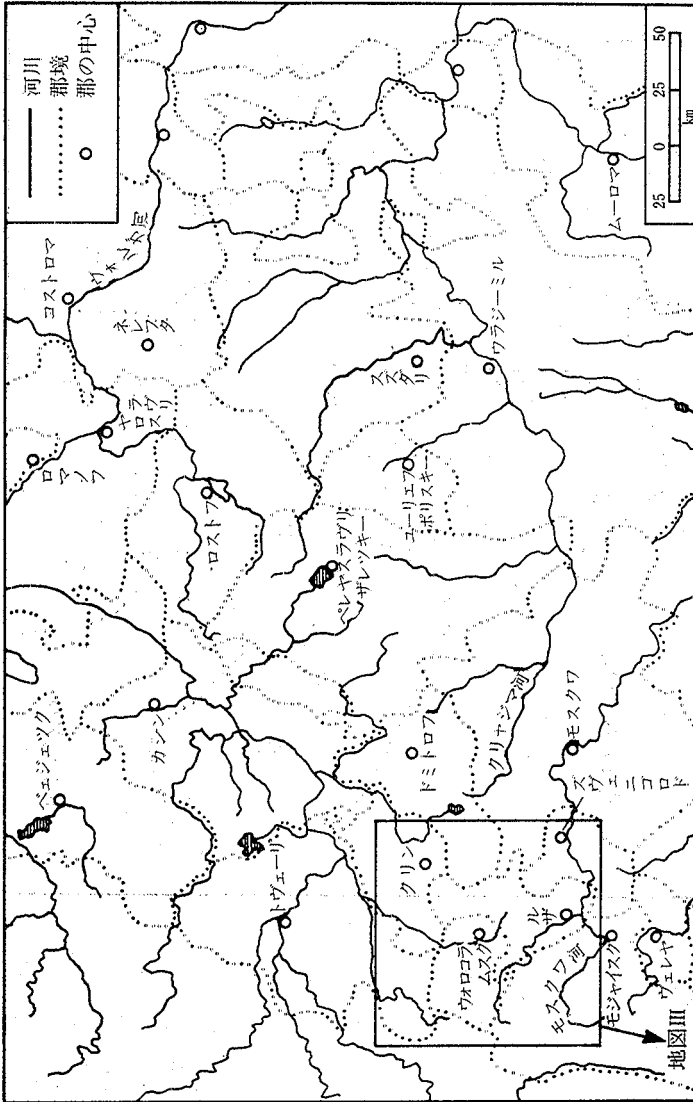 河川
郡境
郡の中心
コストロマ
ヴォルガ河
ネレフタ
ヤロス
ラヴリ
ロマノフ
ロストフ
ススダリ
ウラジーミル
ムーロマ
ユーリエフ・
ポリスキー
ペレヤスラヴリ・
ザレツキー
ベェジェツク
カシン
ドミトロフ
クリャジマ河
モスクワ
ズヴェニゴロド
トヴェーリ
クリン
ルザ
ウォロコラ
ムスク
モスクワ河
モジャイスク
ヴェレヤ
地図III
25 0 25 50
km